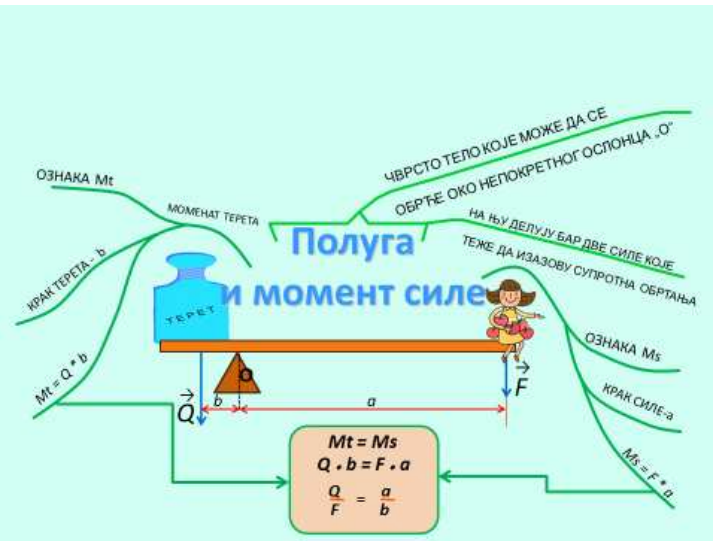 ЧВРСТО ТЕЛО КОЈЕ МОЖЕ ДА СЕ
ОБРЋЕ ОКО НЕПОКРЕТНОГ ОСЛОНЦА „О“
НА ЊУ ДЕЛУЈУ БАР ДВЕ СИЛЕ КОЈЕ
ТЕЖЕ ДА ИЗАЗОВУ СУПРОТНА ОБРТАЊА
ОЗНАКА Mt
МОМЕНАТ ТЕРЕТА
КРАК ТЕРЕТА - b
Mt = Q * b
Полуга
и момент силе
ТЕРЕТ
O
Q
b
a
F
ОЗНАКА Ms
КРАК СИЛЕ-a
Ms = F * a
Mt = Ms
Q . b = F . a
Q/F = a/b